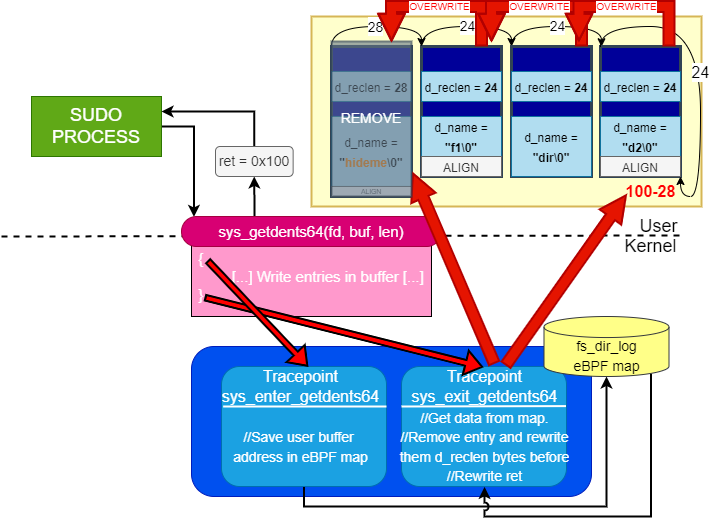 OVERWRITE
OVERWRITE
OVERWRITE
28
24
24
24
d_reclen = 28
REMOVE
d_name =
"hideme\0"
ALIGN
d_reclen = 24
d_name =
"f1\0"
ALIGN
d_reclen = 24
d_name =
"dir\0"
d_reclen = 24
d_name =
"d2\0"
ALIGN
100-28
SUDO
PROCESS
ret = 0x100
User
Kernel
sys_getdents64(fd, buf, len)
{
[...] Write entries in buffer [...]
}
fs_dir_log
eBPF map
Tracepoint
sys_enter_getdents64
//Save user buffer
address in eBPF map
Tracepoint
sys_exit_getdents64
//Get data from map.
//Remove entry and rewrite
them d_reclen bytes before
//Rewrite ret